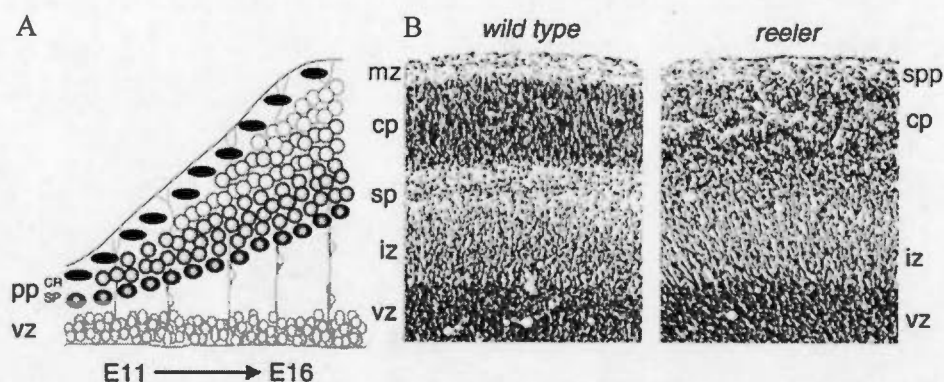 A
pp CR
SP
vz
E11 E16
B
wild type
reeler
mz
cp
sp
iz
vz
spp
cp
iz
vz